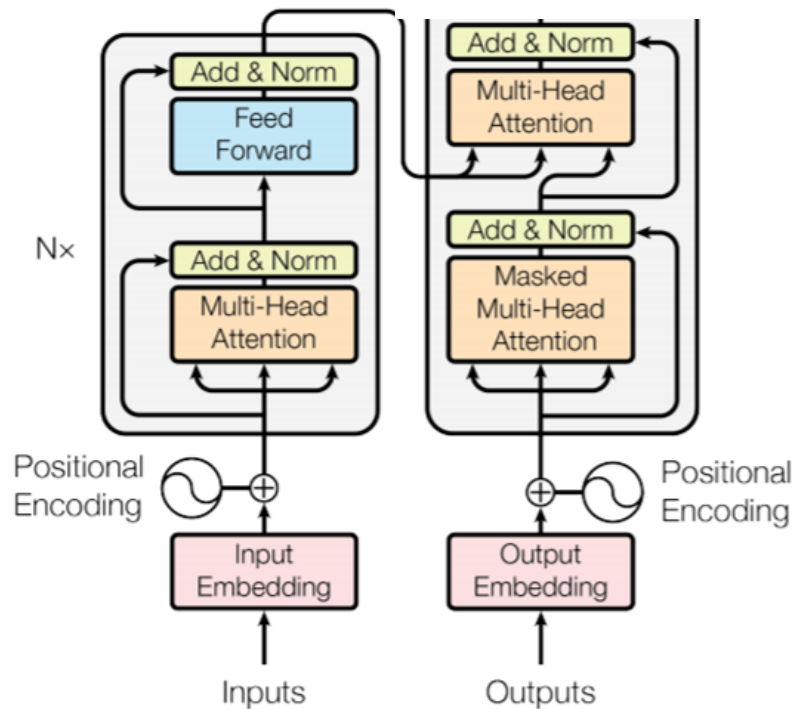 Add & Norm
Feed
Forward
Add & Norm
Multi-Head
Attention
Nx
Positional
Encoding
Input
Embedding
Inputs
Add & Norm
Multi-Head
Attention
Add & Norm
Masked
Multi-Head
Attention
Positional
Encoding
Output
Embedding
Outputs